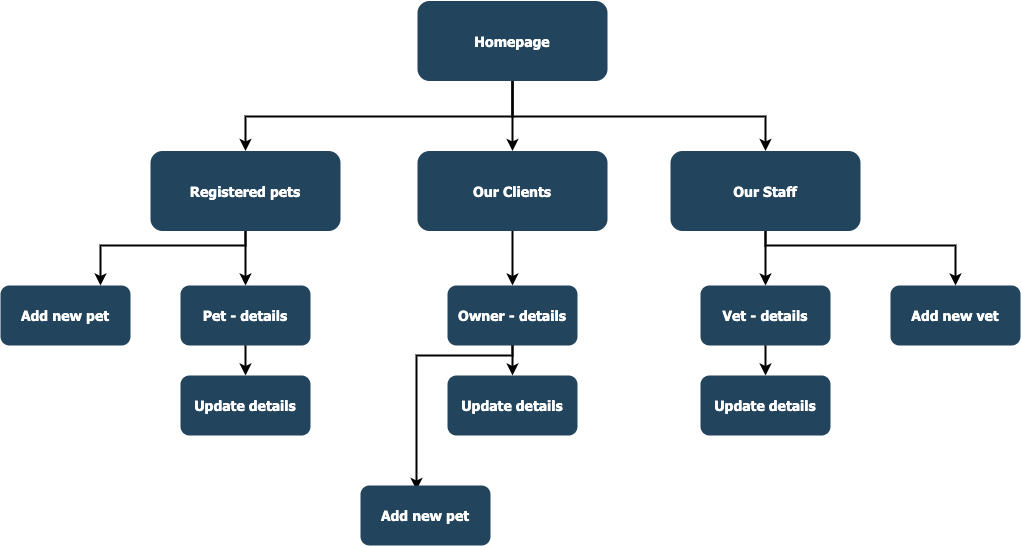 Homepage
Registered pets
Our Clients
Our Staff
Add new pet
Pet - details
Owner - details
Vet - details
Add new vet
Update details
Update details
Update details
Add new pet